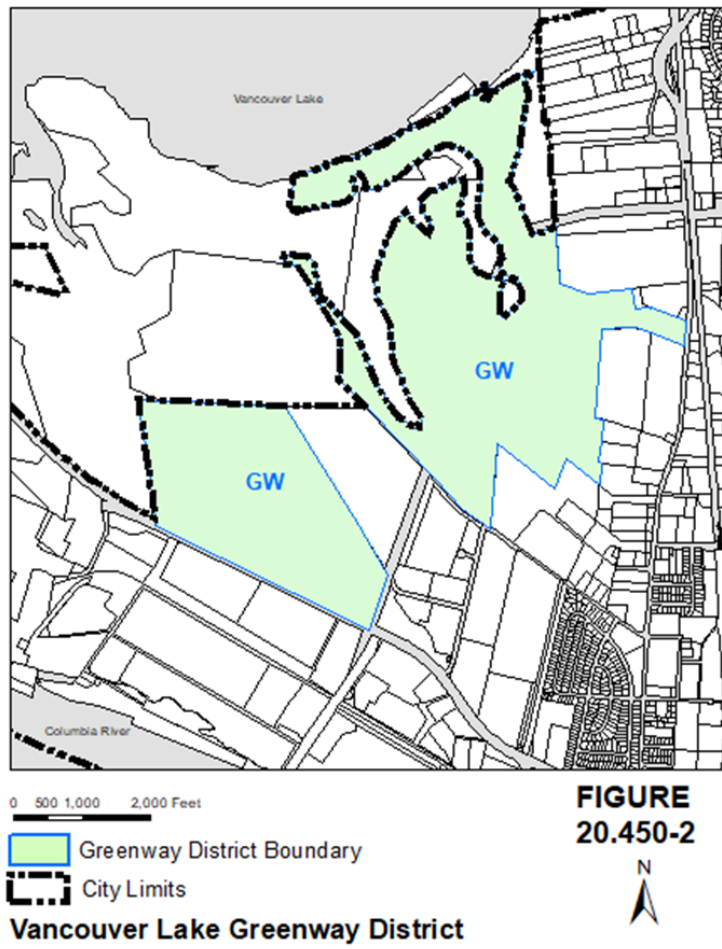 Vancouver Lake
GW
GW
Columbia River
0 500 1,000 2,000 Feet
Greenway District Boundary
City Limits
Vancouver Lake Greenway District
FIGURE
20.450-2
N